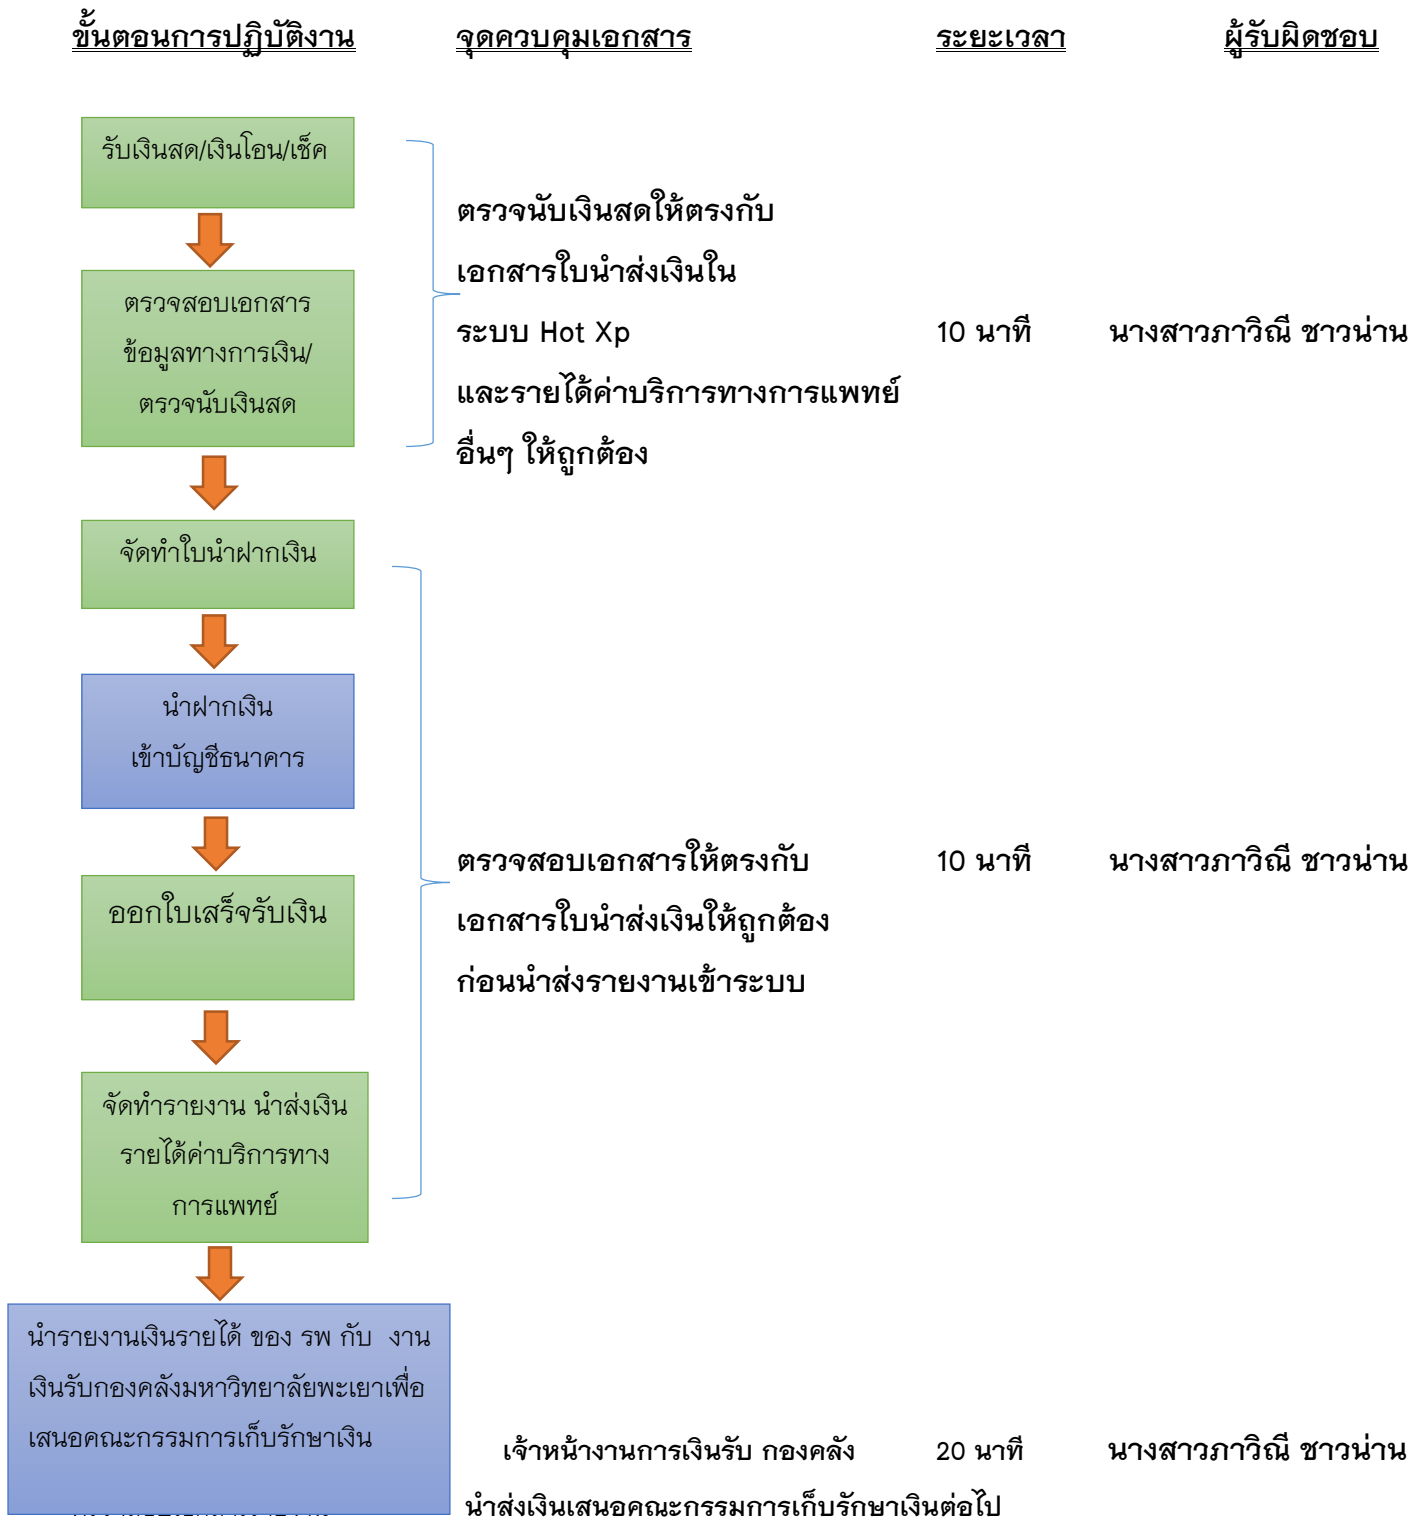 ขั้นตอนการปฏิบัติงาน จุดควบคุมเอกสาร ระยะเวลา ผู้รับผิดชอบ
รับเงินสด/เงินโอน/เช็ค
ตรวจสอบเอกสาร
ข้อมูลทางการเงิน/
ตรวจนับเงินสด
ตรวจนับเงินสดให้ตรงกับ
เอกสารใบนำส่งเงินใน
ระบบ Hot Xp 10 นาที นางสาวภาวิณี ชาวน่าน
และรายได้ค่าบริการทางการแพทย์
อื่นๆ ให้ถูกต้อง
จัดทำใบนำฝากเงิน
นำฝากเงิน
เข้าบัญชีธนาคาร
ออกใบเสร็จรับเงิน
ตรวจสอบเอกสารให้ตรงกับ 10 นาที นางสาวภาวิณี ชาวน่าน
เอกสารใบนำส่งเงินให้ถูกต้อง
ก่อนนำส่งรายงานเข้าระบบ
จัดทำรายงาน นำส่งเงิน
รายได้ค่าบริการทาง
การแพทย์
นำรายงานเงินรายได้ ของ รพ กับ งาน
เงินรับกองคลังมหาวิทยาลัยพะเยาเพื่อ
เสนอคณะกรรมการเก็บรักษาเงิน
เจ้าหน้างานการเงินรับ กองคลัง 20 นาที นางสาวภาวิณี ชาวน่าน
นำส่งเงินเสนอคณะกรรมการเก็บรักษาเงินต่อไป